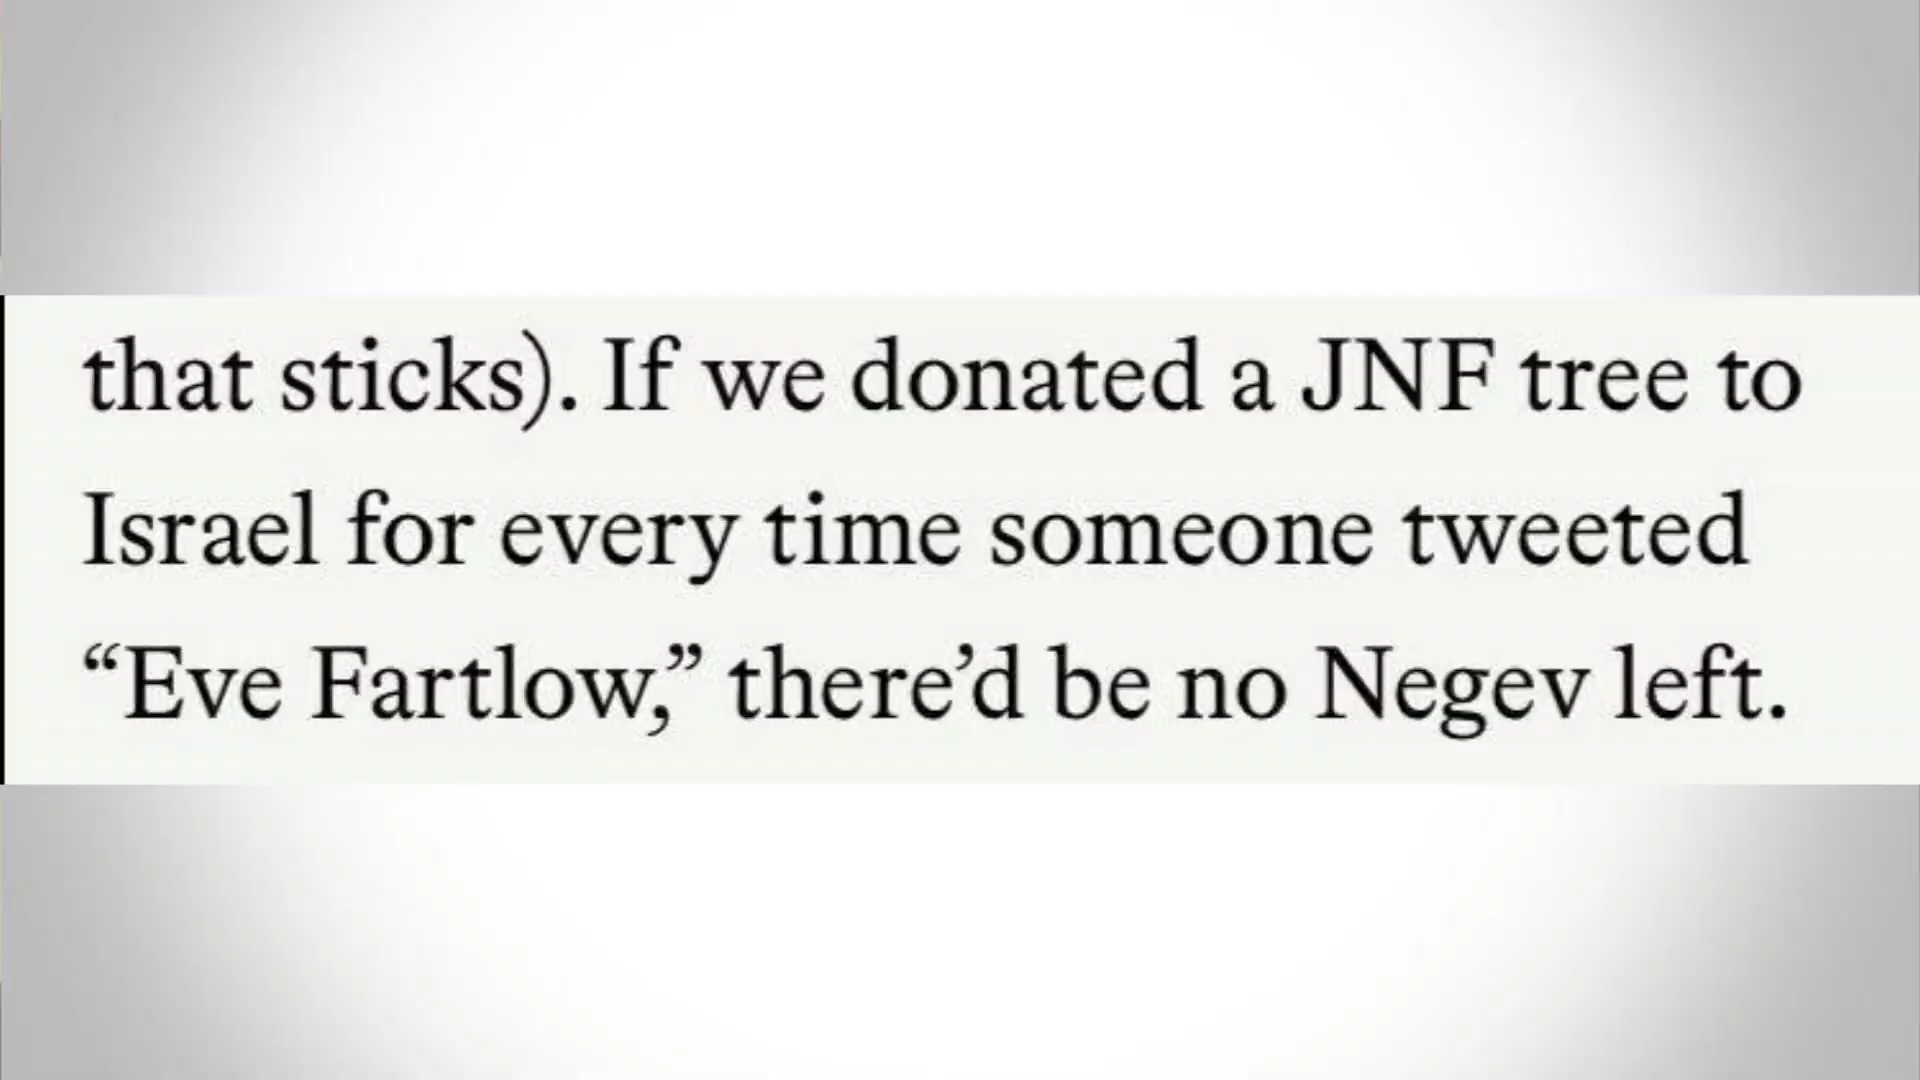 that sticks). If we donated a JNF tree to
Israel for every time someone tweeted
“Eve Fartlow,” there’d be no Negev left.